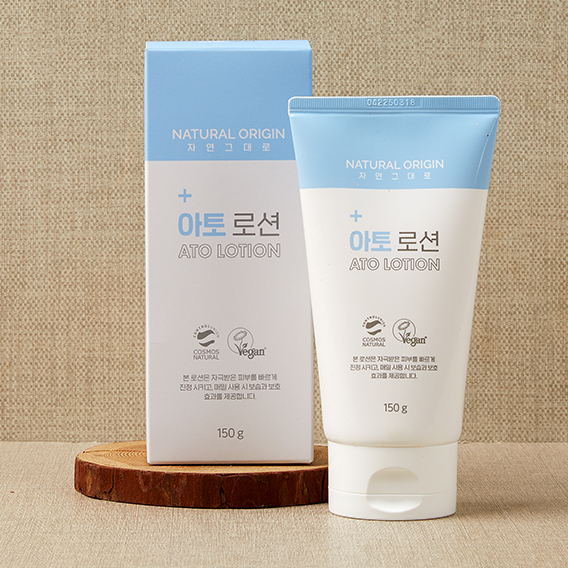 NATURAL ORIGIN
자연그대로
아토 로션
ATO LOTION
COSMOS
NATURAL
Vegan
본 로션은 자극받은 피부를 빠르게
진정 시키고, 매일 사용 시 보습과 보호
효과를 제공합니다.
150 g
042250318
NATURAL ORIGIN
자연그대로
아토 로션
ATO LOTION
COSMOS
NATURAL
Vegan
본 로션은 자극받은 피부를 빠르게
진정 시키고, 매일 사용 시 보습과 보호
효과를 제공합니다.
150 g